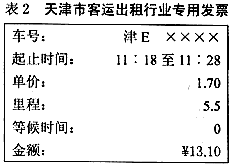 表2 天津市客运出租行业专用发票
车号: 津E ××××
起止时间: 11:18至11:28
单价: 1.70
里程: 5.5
等候时间: 0
金额: ¥13.10